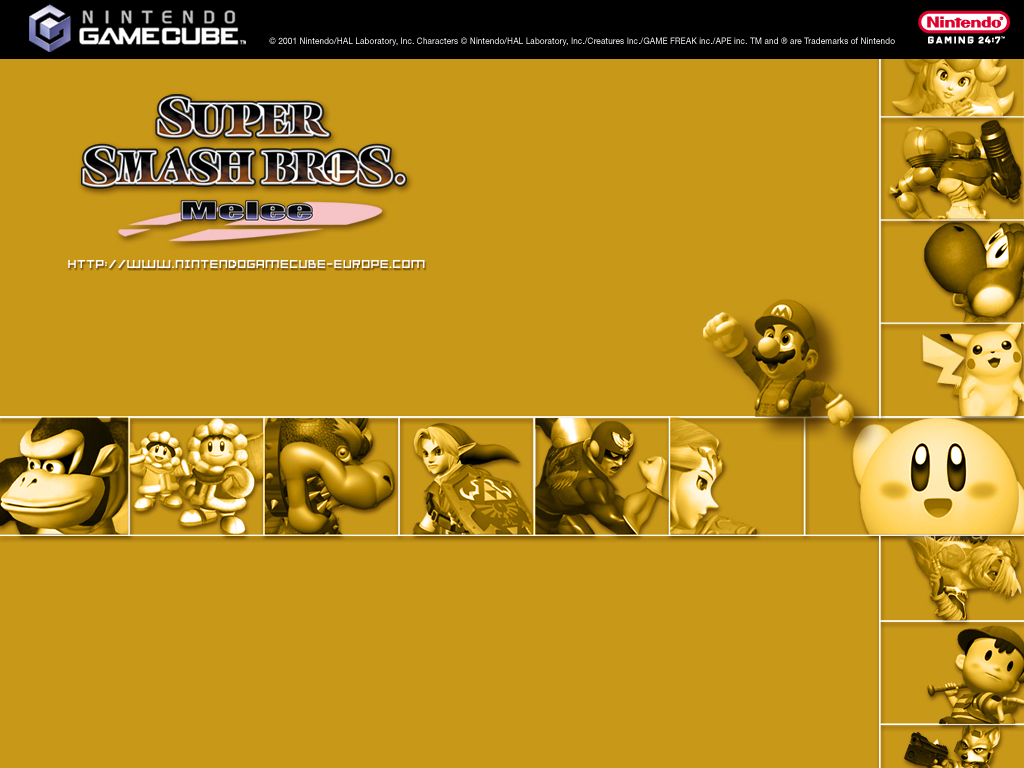 NINTENDO
GAMECUBE™
© 2001 Nintendo/HAL Laboratory, Inc. Characters © Nintendo/HAL Laboratory, Inc./Creatures Inc./GAME FREAK inc./APE inc. TM and ® are Trademarks of Nintendo
Nintendo®
GAMING 24:7™
SUPER
SMASH BROS.
Melee
HTTP://WWW.NINTENDOGAMECUBE-EUROPE.COM
M